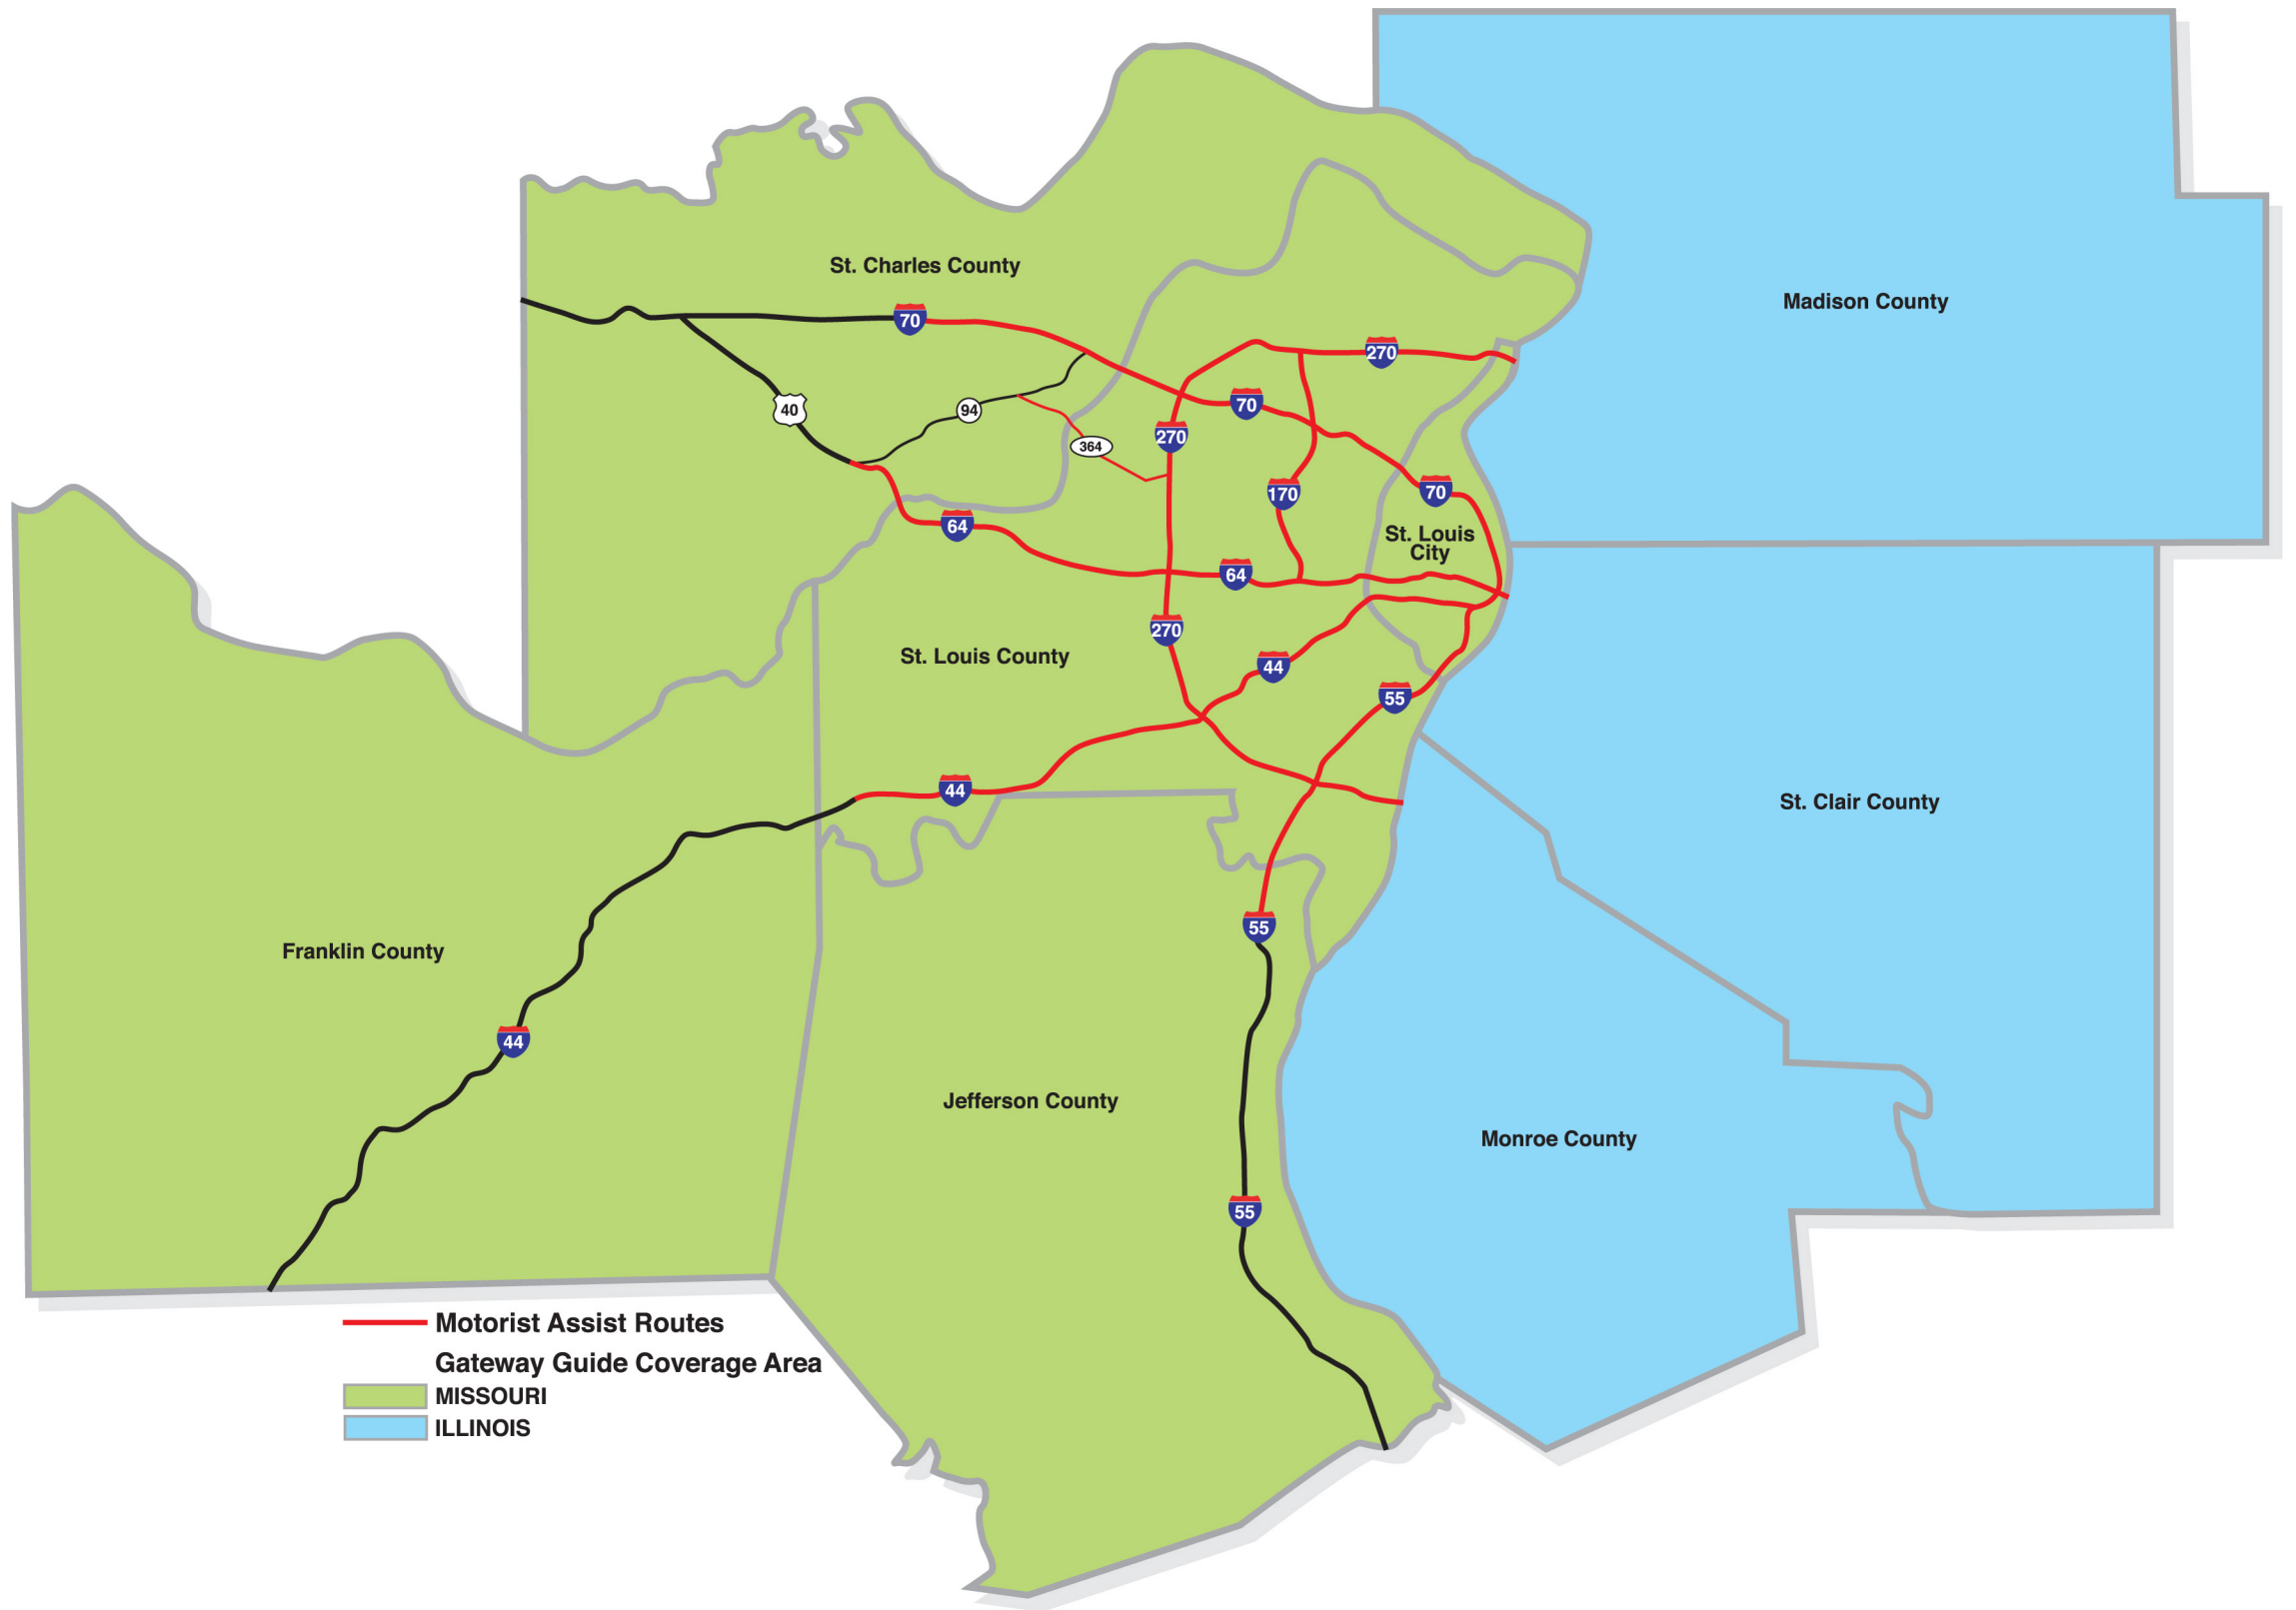 St. Charles County
Madison County
70
270
40
94
70
270
364
170
70
64
St. Louis
City
64
270
St. Louis County
44
55
44
St. Clair County
55
Franklin County
44
Jefferson County
Monroe County
55
Motorist Assist Routes
Gateway Guide Coverage Area
MISSOURI
ILLINOIS